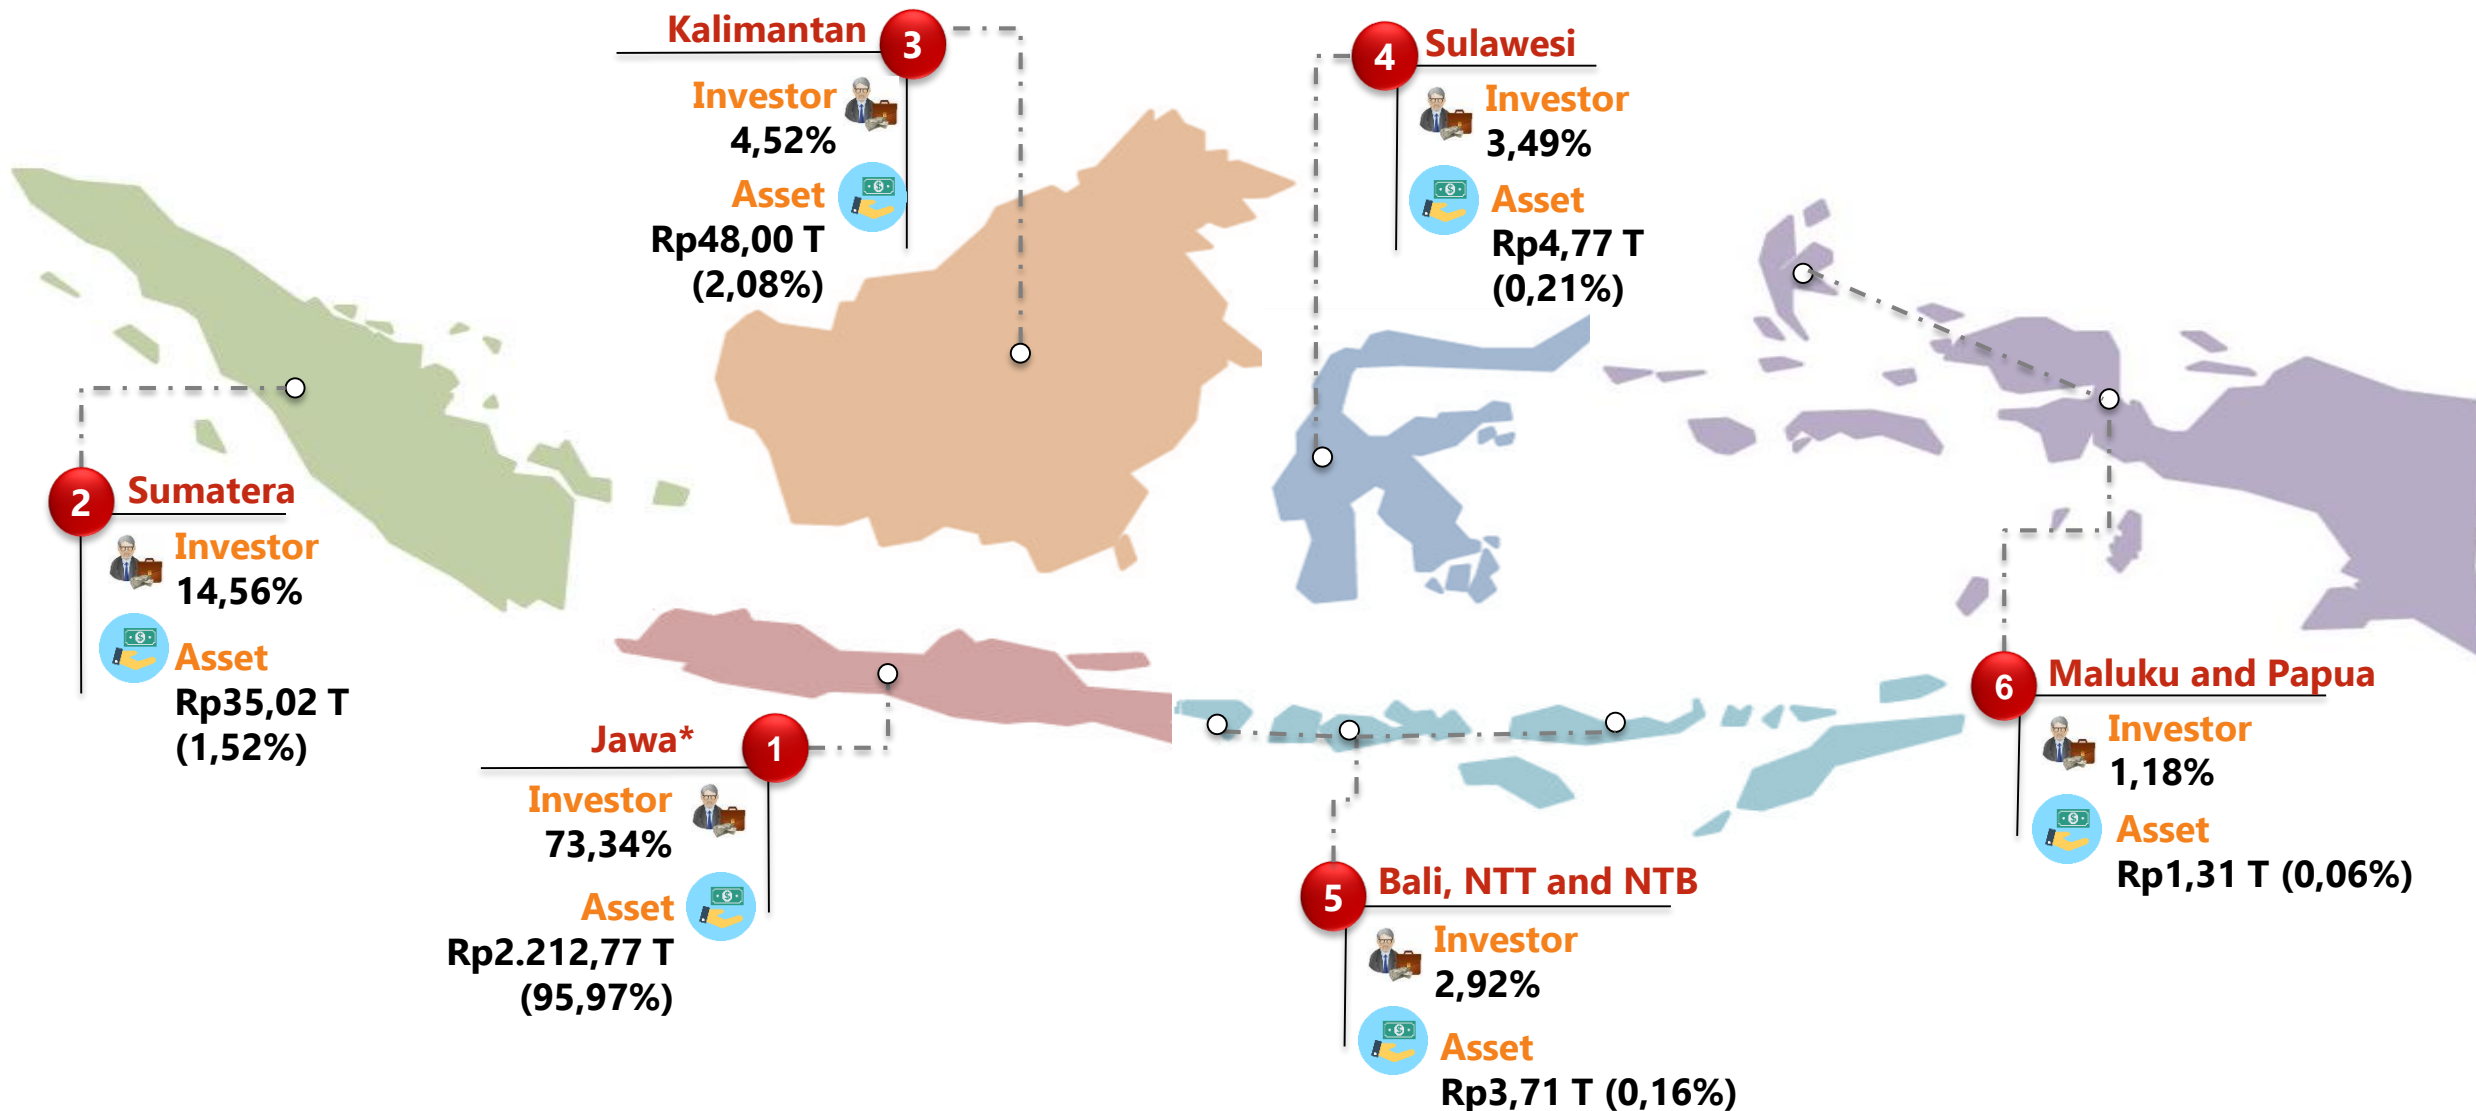 Kalimantan
3
Investor
4,52%
Asset
Rp48,00 T
(2,08%)
4
Sulawesi
Investor
3,49%
Asset
Rp4,77 T
(0,21%)
2
Sumatera
Investor
14,56%
Asset
Rp35,02 T
(1,52%)
Jawa*
1
Investor
73,34%
Asset
Rp2.212,77 T
(95,97%)
5
Bali, NTT and NTB
Investor
2,92%
Asset
Rp3,71 T (0,16%)
6
Maluku and Papua
Investor
1,18%
Asset
Rp1,31 T (0,06%)